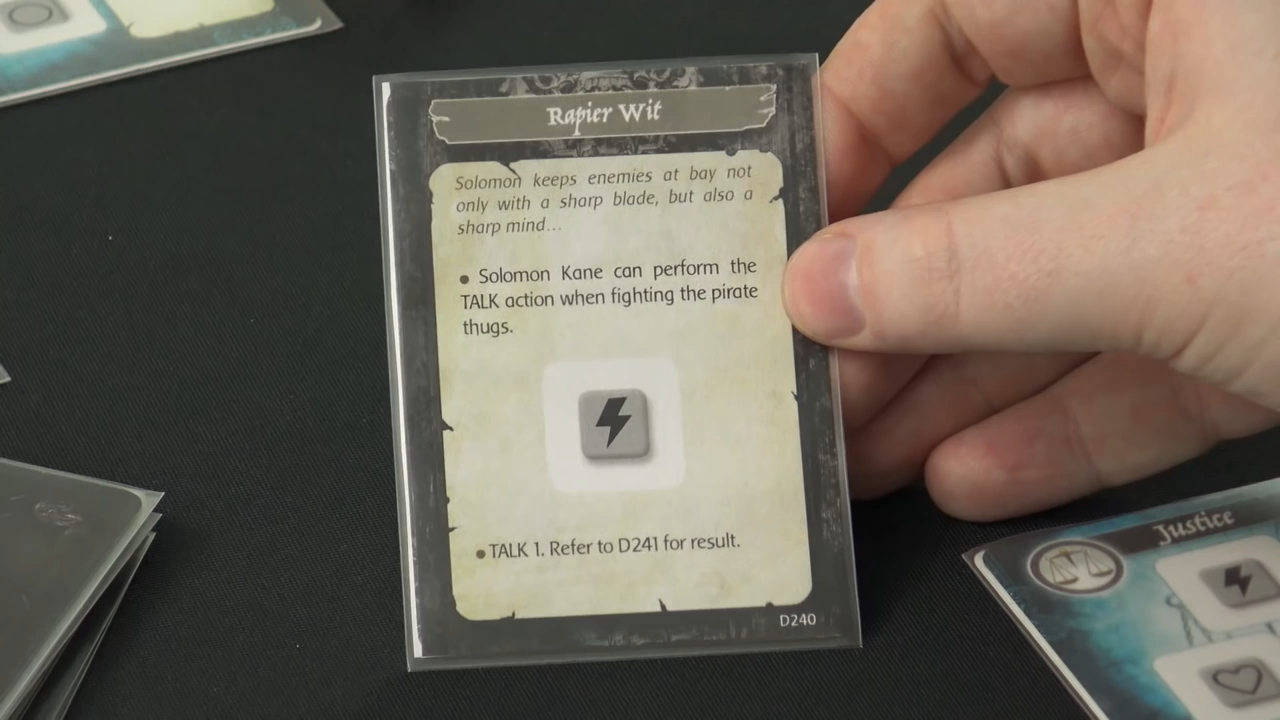 Rapier Wit
Solomon keeps enemies at bay not
only with a sharp blade, but also a
sharp mind...
• Solomon Kane can perform the
TALK action when fighting the pirate
thugs.
• TALK 1. Refer to D241 for result.
D240
Justice